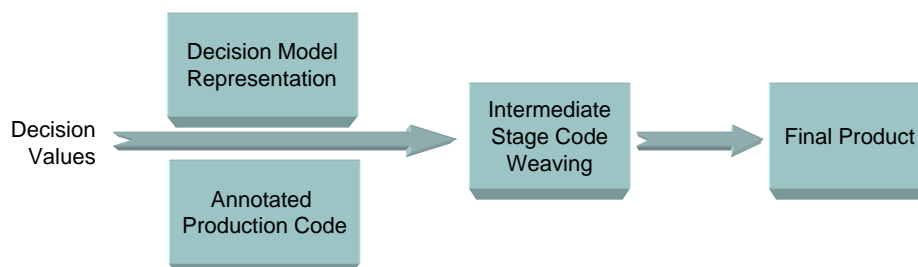 Decision
Values
Decision Model
Representation
Annotated
Production Code
Intermediate
Stage Code
Weaving
Final Product